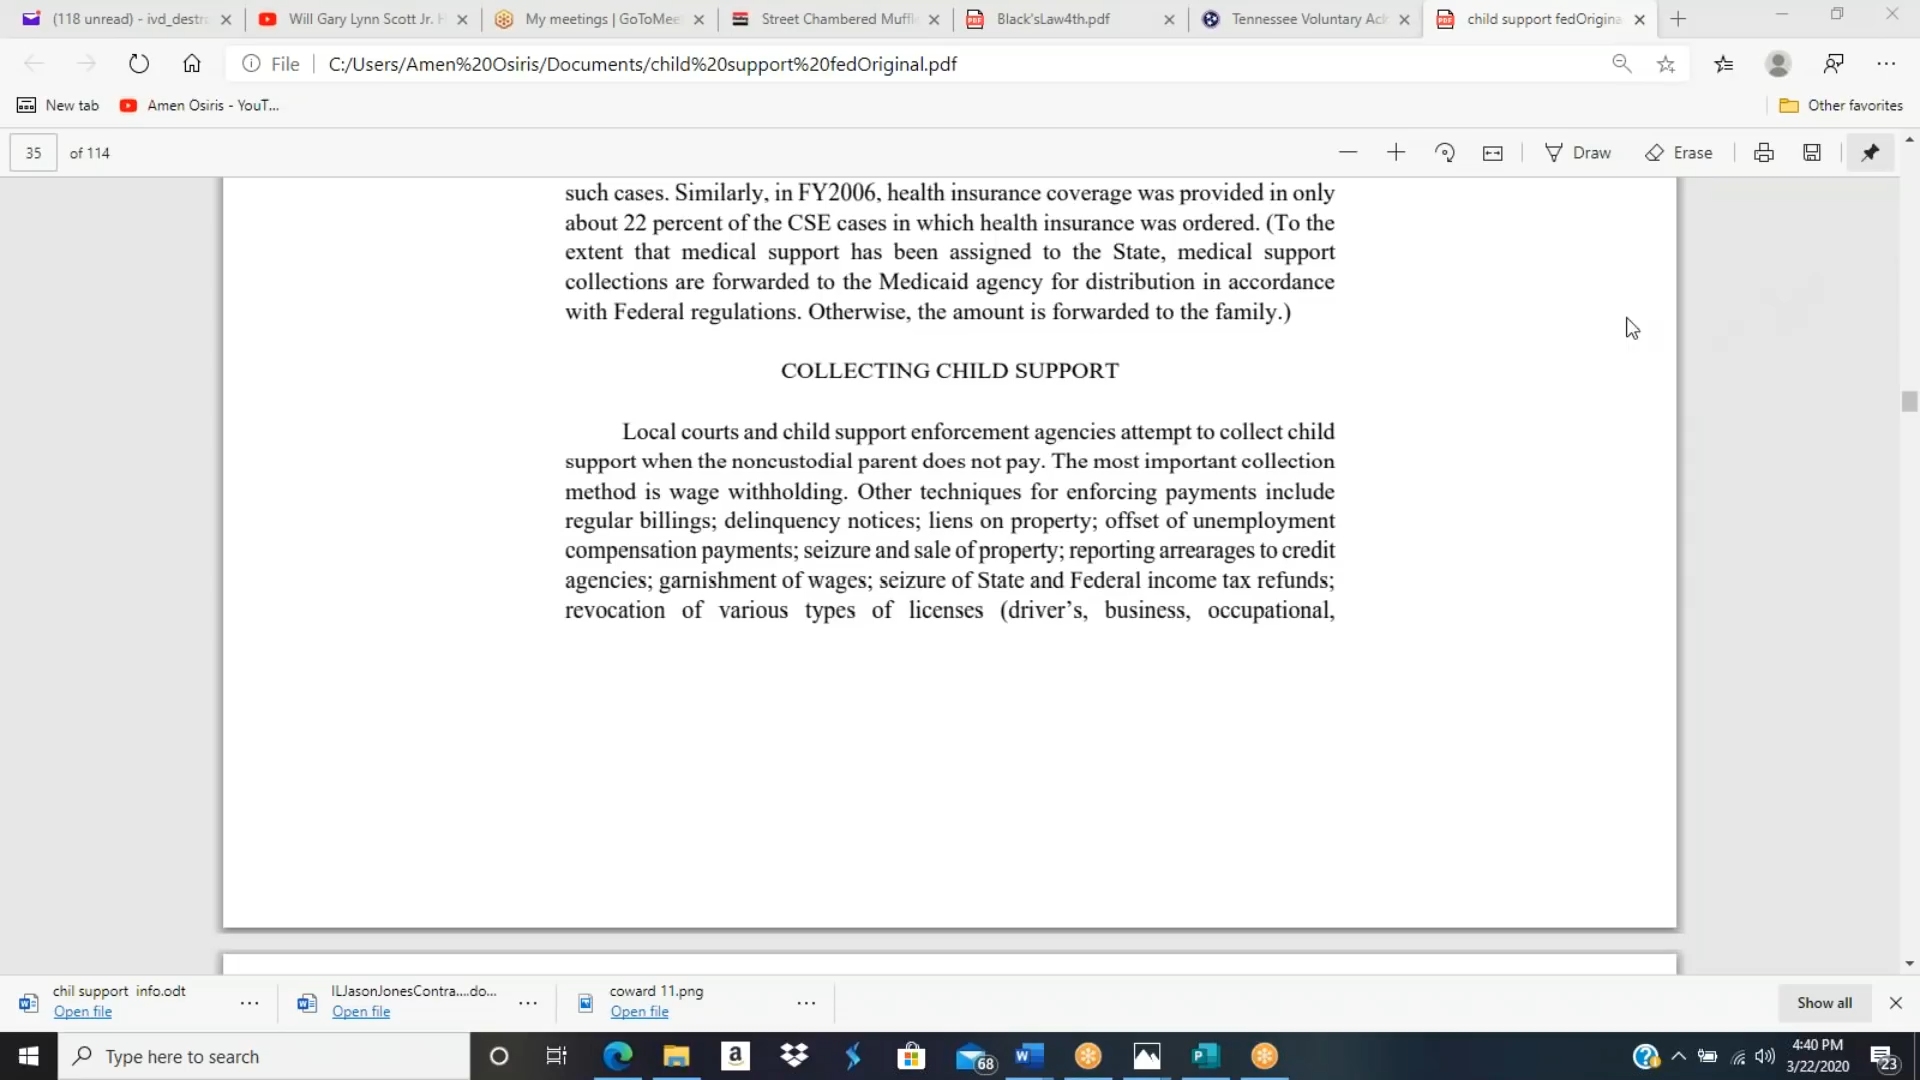 (118 unread) - ivd_destr
Will Gary Lynn Scott Jr. H
My meetings | GoToMee
Street Chambered Muffl
Black'sLaw4th.pdf
Tennessee Voluntary Ack
child support fedOrigina
File
C:/Users/Amen%20Osiris/Documents/child%20support%20fedOriginal.pdf
New tab
Amen Osiris - YouT...
Other favorites
35 of 114
Draw
Erase
such cases. Similarly, in FY2006, health insurance coverage was provided in only
about 22 percent of the CSE cases in which health insurance was ordered. (To the
extent that medical support has been assigned to the State, medical support
collections are forwarded to the Medicaid agency for distribution in accordance
with Federal regulations. Otherwise, the amount is forwarded to the family.)
COLLECTING CHILD SUPPORT
Local courts and child support enforcement agencies attempt to collect child
support when the noncustodial parent does not pay. The most important collection
method is wage withholding. Other techniques for enforcing payments include
regular billings; delinquency notices; liens on property; offset of unemployment
compensation payments; seizure and sale of property; reporting arrearages to credit
agencies; garnishment of wages; seizure of State and Federal income tax refunds;
revocation of various types of licenses (driver's, business, occupational,
chil support info.odt
Open file
ILJasonJonesContra....do...
Open file
coward 11.png
Open file
Show all
Type here to search
68
4:40 PM
3/22/2020
23